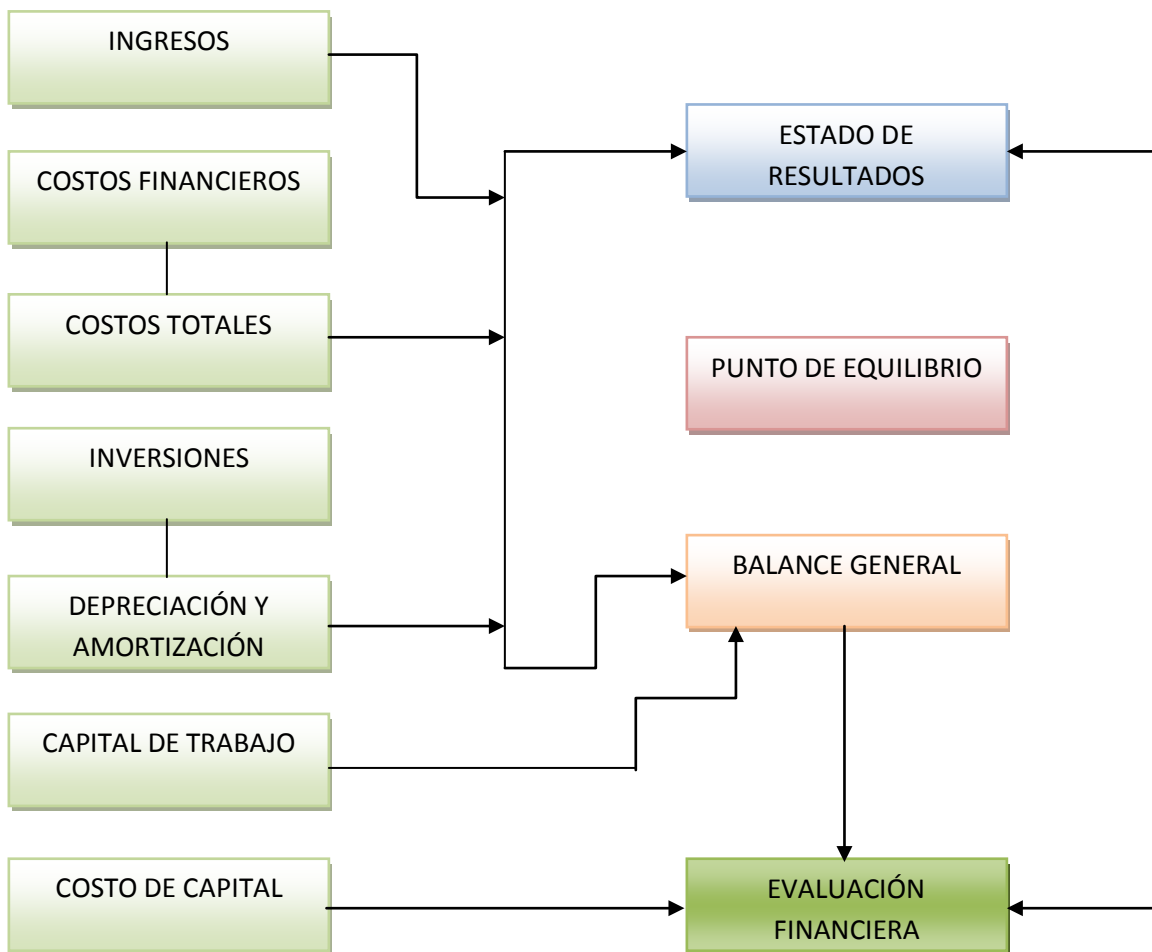 INGRESOS
COSTOS FINANCIEROS
COSTOS TOTALES
INVERSIONES
DEPRECIACIÓN Y
AMORTIZACIÓN
CAPITAL DE TRABAJO
COSTO DE CAPITAL
ESTADO DE
RESULTADOS
PUNTO DE EQUILIBRIO
BALANCE GENERAL
EVALUACIÓN
FINANCIERA